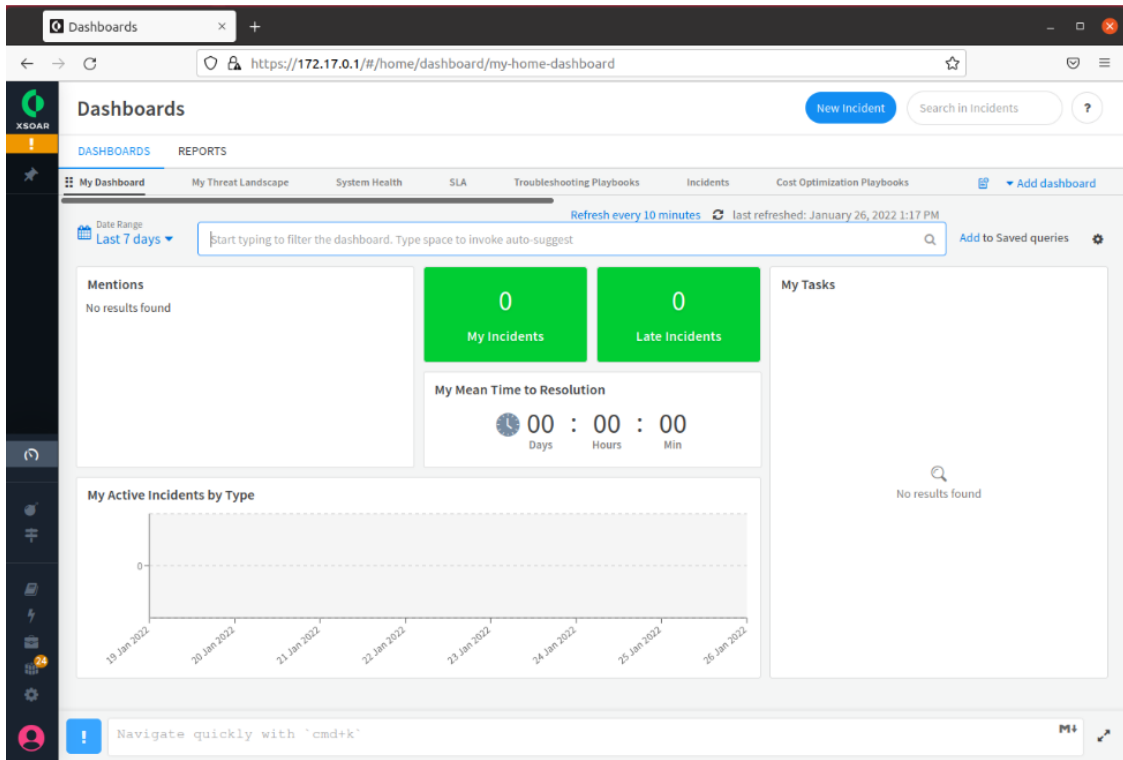 Dashboards
https://172.17.0.1/#/home/dashboard/my-home-dashboard
XSOAR
Dashboards
New Incident
Search in Incidents
?
!
DASHBOARDS REPORTS
My Dashboard My Threat Landscape System Health SLA Troubleshooting Playbooks Incidents Cost Optimization Playbooks Add dashboard
Refresh every 10 minutes last refreshed: January 26, 2022 1:17 PM
Date Range
Last 7 days
Start typing to filter the dashboard. Type space to invoke auto-suggest
Add to Saved queries
Mentions
No results found
0
My Incidents
0
Late Incidents
My Mean Time to Resolution
00 : 00 : 00
Days Hours Min
My Tasks
No results found
My Active Incidents by Type
0
19 Jan 2022 20 Jan 2022 21 Jan 2022 22 Jan 2022 23 Jan 2022 24 Jan 2022 25 Jan 2022 26 Jan 2022
24
! Navigate quickly with `cmd+k`
M↓